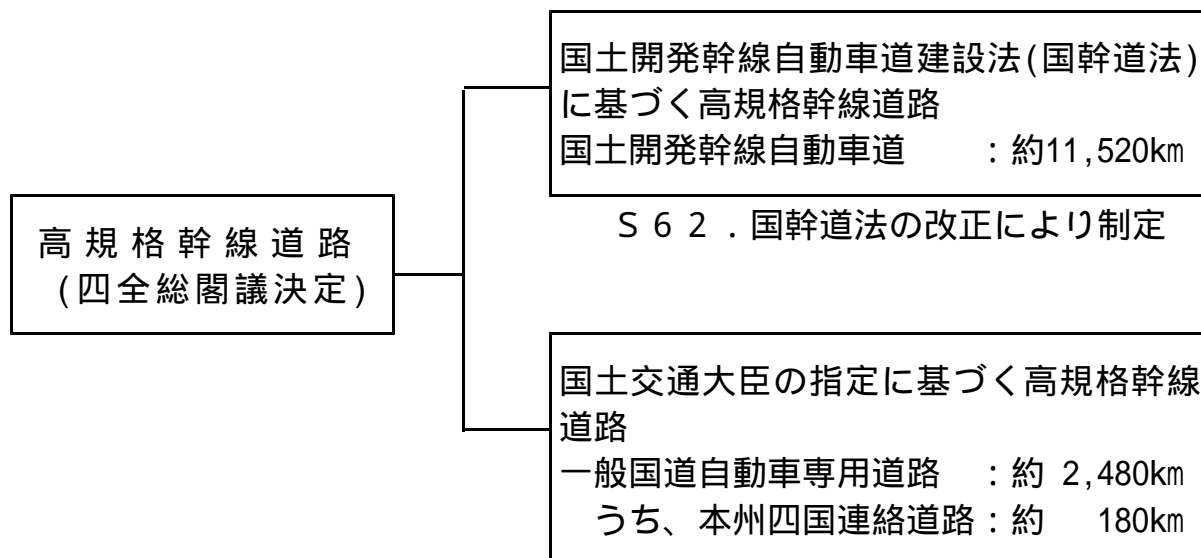 高規格幹線道路
(四全総閣議決定)
国土開発幹線自動車道建設法(国幹道法)
に基づく高規格幹線道路
国土開発幹線自動車道　　：約11,520㎞
Ｓ６２．国幹道法の改正により制定
国土交通大臣の指定に基づく高規格幹線
道路
一般国道自動車専用道路　：約 2,480㎞
うち、本州四国連絡道路：約　 180㎞